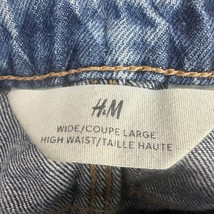 H&M
WIDE/COUPE LARGE
HIGH WAIST/TAILLE HAUTE